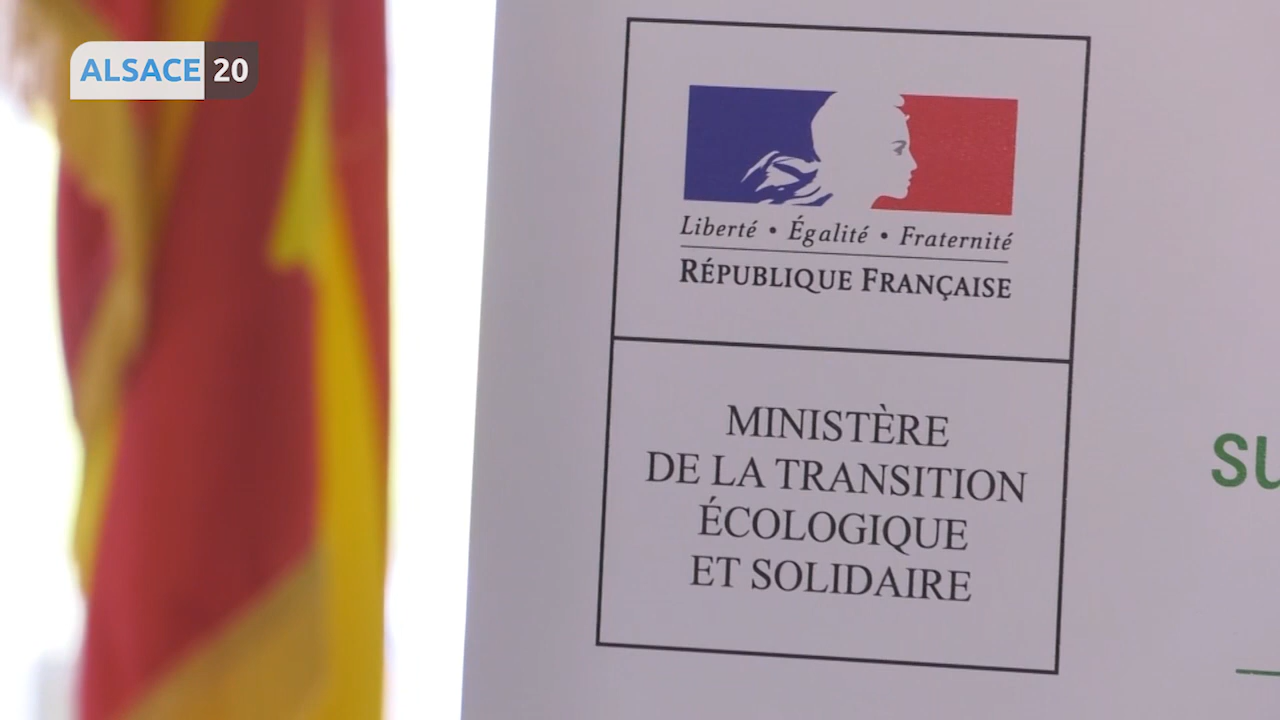 ALSACE 20
Liberté • Égalité • Fraternité
RÉPUBLIQUE FRANÇAISE
MINISTÈRE
DE LA TRANSITION
ÉCOLOGIQUE
ET SOLIDAIRE